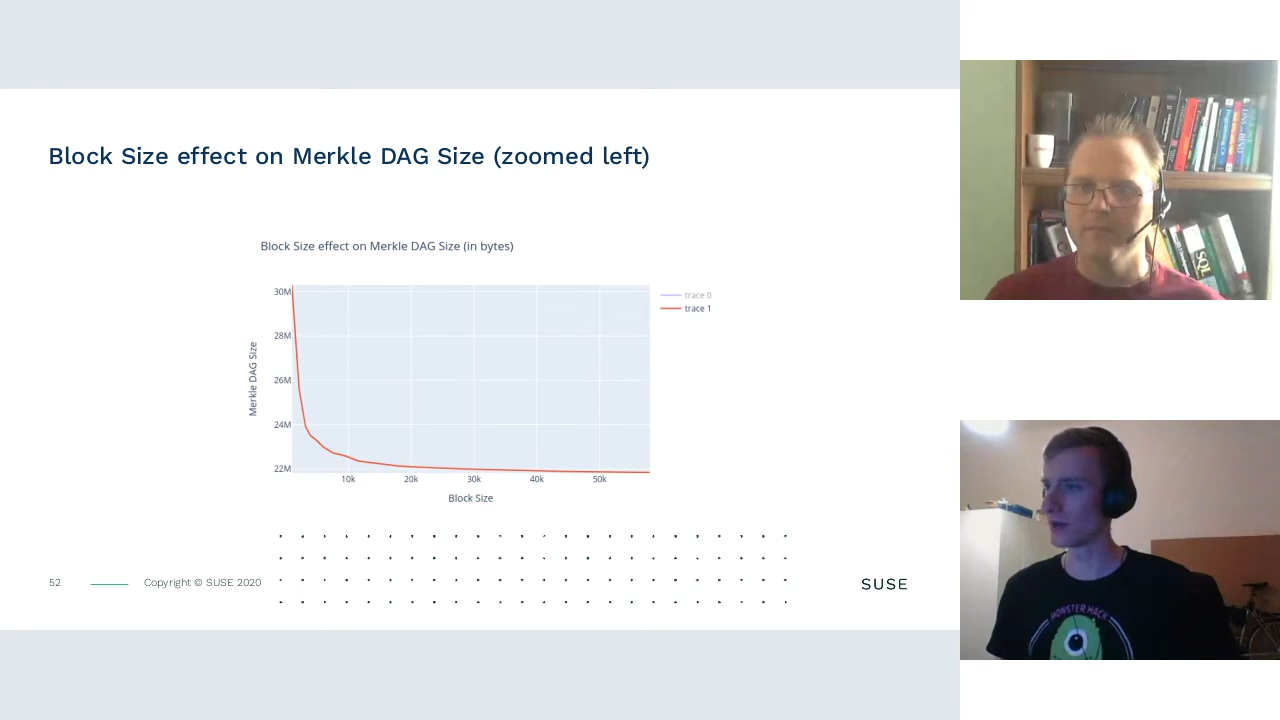 Block Size effect on Merkle DAG Size (zoomed left)
Block Size effect on Merkle DAG Size (in bytes)
30M
28M
26M
24M
22M
Merkle DAG Size
10k
20k
30k
40k
50k
Block Size
trace 0
trace 1
52
Copyright © SUSE 2020
SUSE
SQL
MONSTER HACK